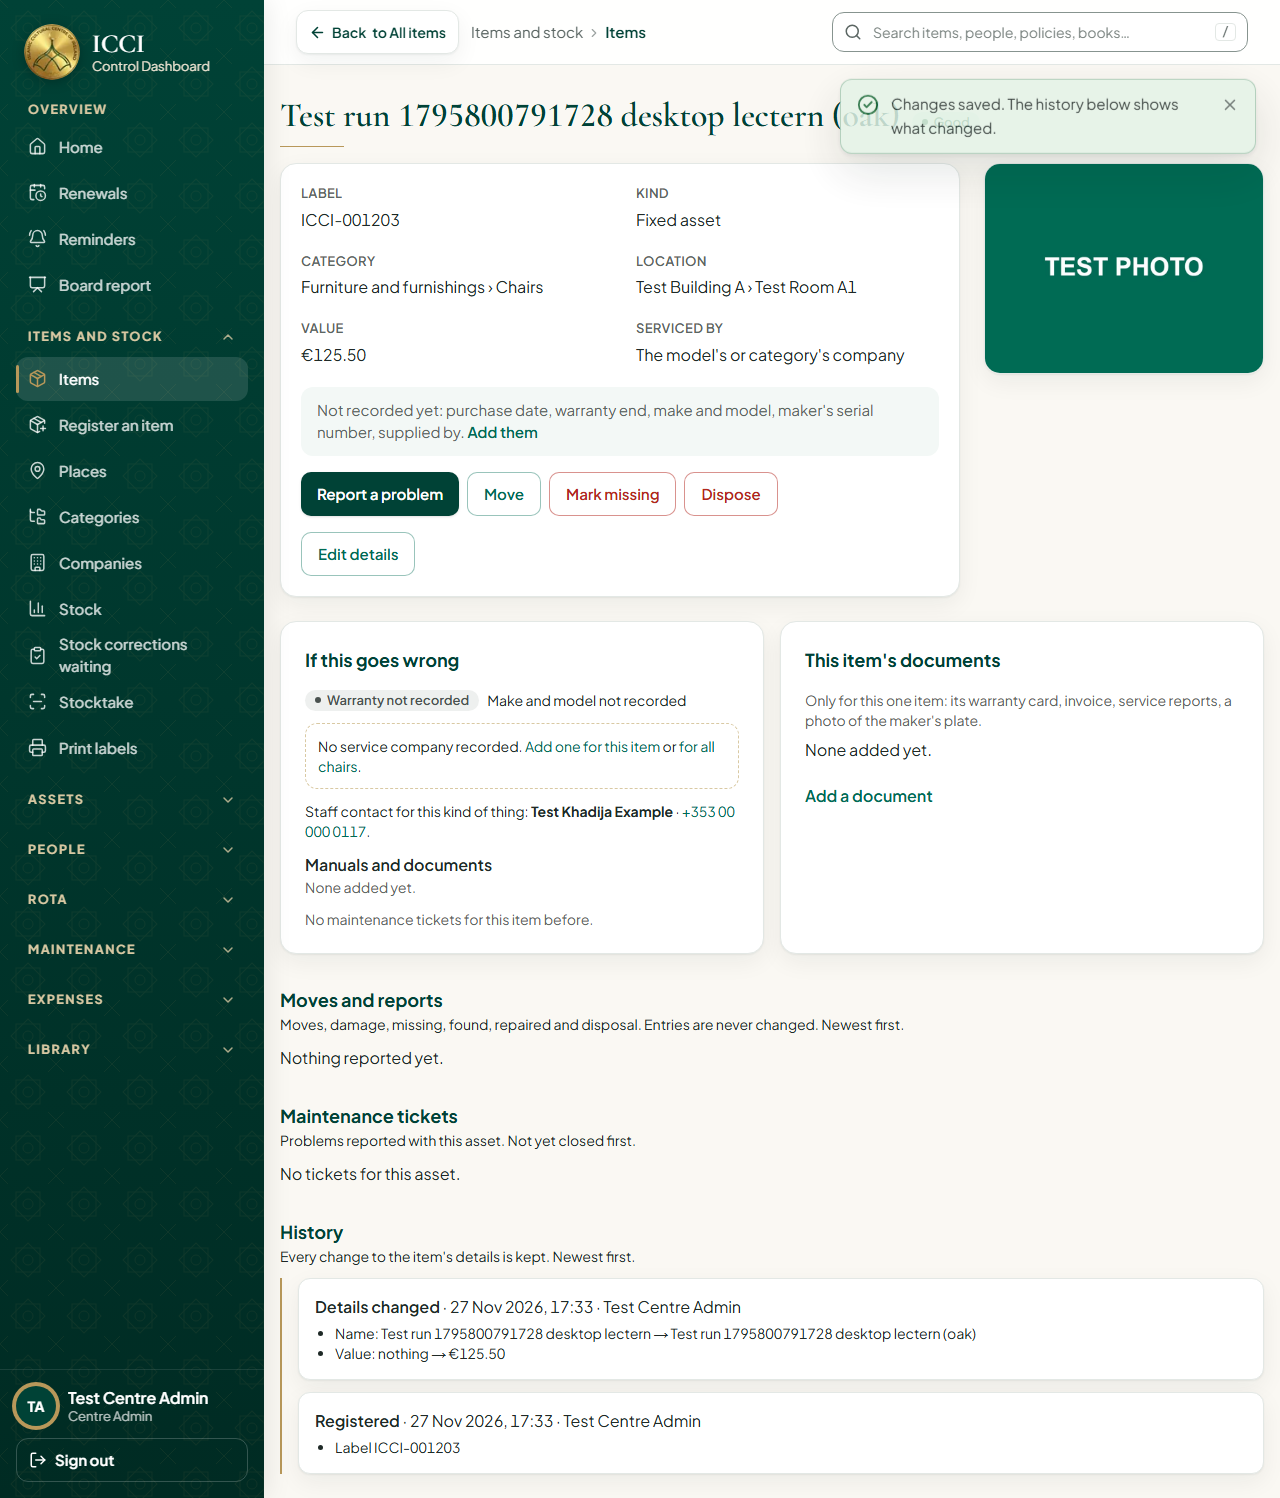 ICCI
Control Dashboard
OVERVIEW
Home
Renewals
Reminders
Board report
ITEMS AND STOCK
Items
Register an item
Places
Categories
Companies
Stock
Stock corrections
waiting
Stocktake
Print labels
ASSETS
PEOPLE
ROTA
MAINTENANCE
EXPENSES
LIBRARY
TA
Test Centre Admin
Centre Admin
Sign out
Back to All items
Items and stock › Items
Search items, people, policies, books…
/
Changes saved. The history below shows
what changed.
Test run 1795800791728 desktop lectern (oak)
Good
LABEL
ICCI-001203
KIND
Fixed asset
CATEGORY
Furniture and furnishings › Chairs
LOCATION
Test Building A › Test Room A1
VALUE
€125.50
SERVICED BY
The model's or category's company
Not recorded yet: purchase date, warranty end, make and model, maker's serial
number, supplied by. Add them
Report a problem
Move
Mark missing
Dispose
Edit details
TEST PHOTO
If this goes wrong
Warranty not recorded
Make and model not recorded
No service company recorded. Add one for this item or for all
chairs.
Staff contact for this kind of thing: Test Khadija Example · +353 00
000 0117.
Manuals and documents
None added yet.
No maintenance tickets for this item before.
This item's documents
Only for this one item: its warranty card, invoice, service reports, a
photo of the maker's plate.
None added yet.
Add a document
Moves and reports
Moves, damage, missing, found, repaired and disposal. Entries are never changed. Newest first.
Nothing reported yet.
Maintenance tickets
Problems reported with this asset. Not yet closed first.
No tickets for this asset.
History
Every change to the item's details is kept. Newest first.
Details changed · 27 Nov 2026, 17:33 · Test Centre Admin
• Name: Test run 1795800791728 desktop lectern → Test run 1795800791728 desktop lectern (oak)
• Value: nothing → €125.50
Registered · 27 Nov 2026, 17:33 · Test Centre Admin
• Label ICCI-001203